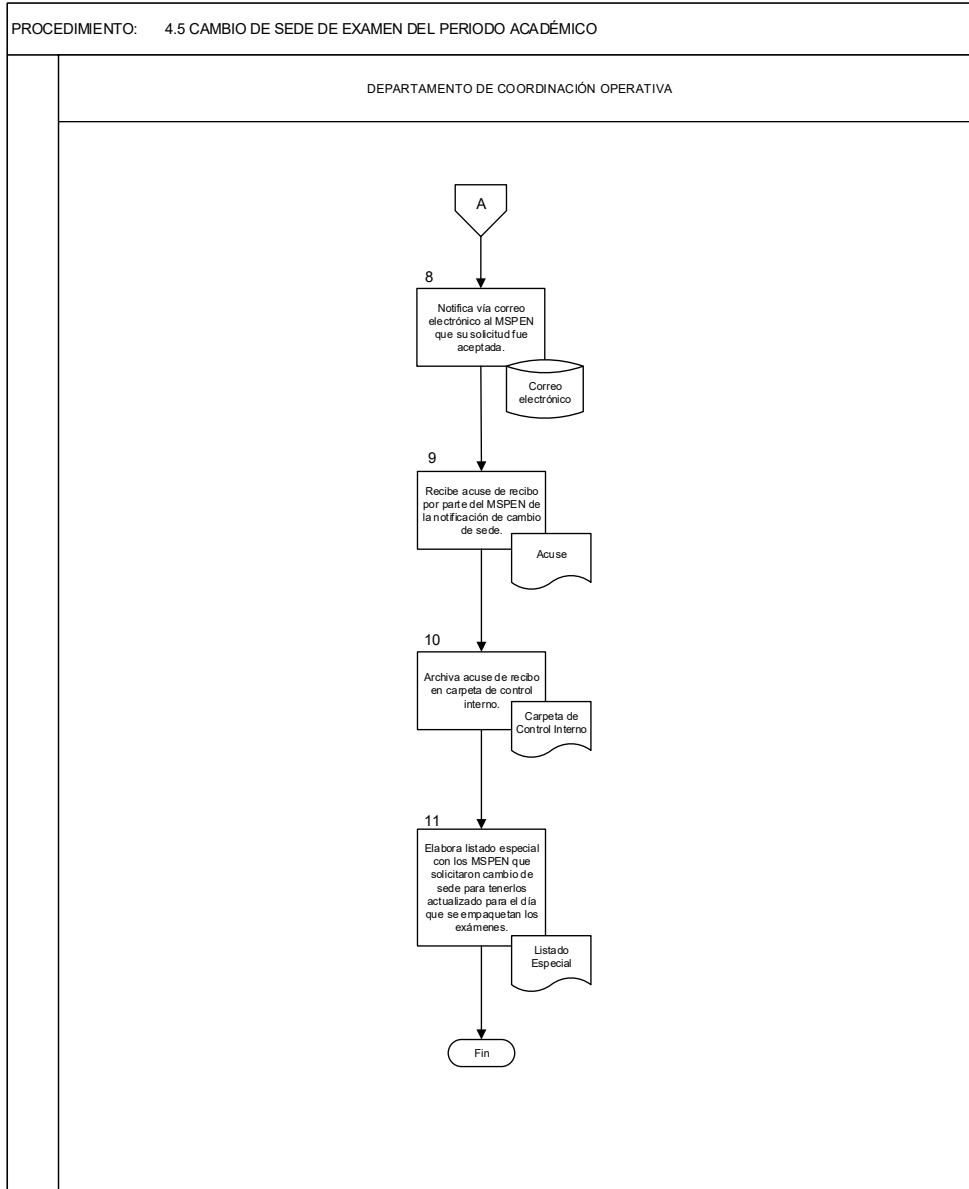 PROCEDIMIENTO: 4.5 CAMBIO DE SEDE DE EXAMEN DEL PERIODO ACADÉMICO
DEPARTAMENTO DE COORDINACIÓN OPERATIVA
A
8
Notifica vía correo
electrónico al MSPEN
que su solicitud fue
aceptada.
Correo
electrónico
9
Recibe acuse de recibo
por parte del MSPEN de
la notificación de cambio
de sede.
Acuse
10
Archiva acuse de recibo
en carpeta de control
interno.
Carpeta de
Control Interno
11
Elabora listado especial
con los MSPEN que
solicitaron cambio de
sede para tenerlos
actualizado para el día
que se empaquetan los
exámenes.
Listado
Especial
Fin